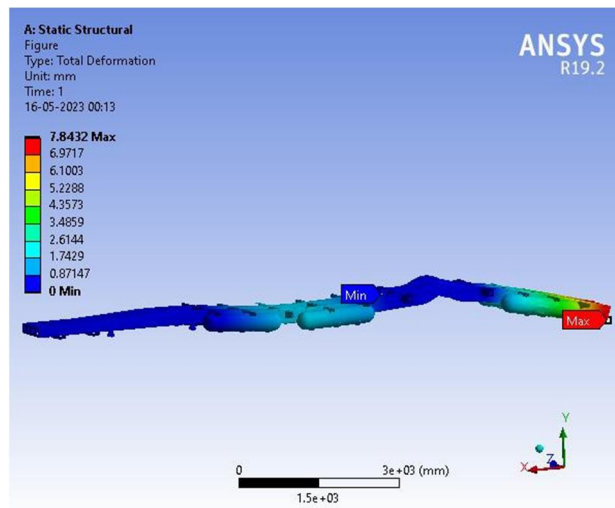 A: Static Structural
Figure
Type: Total Deformation
Unit: mm
Time: 1
16-05-2023 00:13
ANSYS
R19.2
7.8432 Max
6.9717
6.1003
5.2288
4.3573
3.4859
2.6144
1.7429
0.87147
0 Min
Min
Max
Y
X
Z
0
3e+03 (mm)
1.5e+03